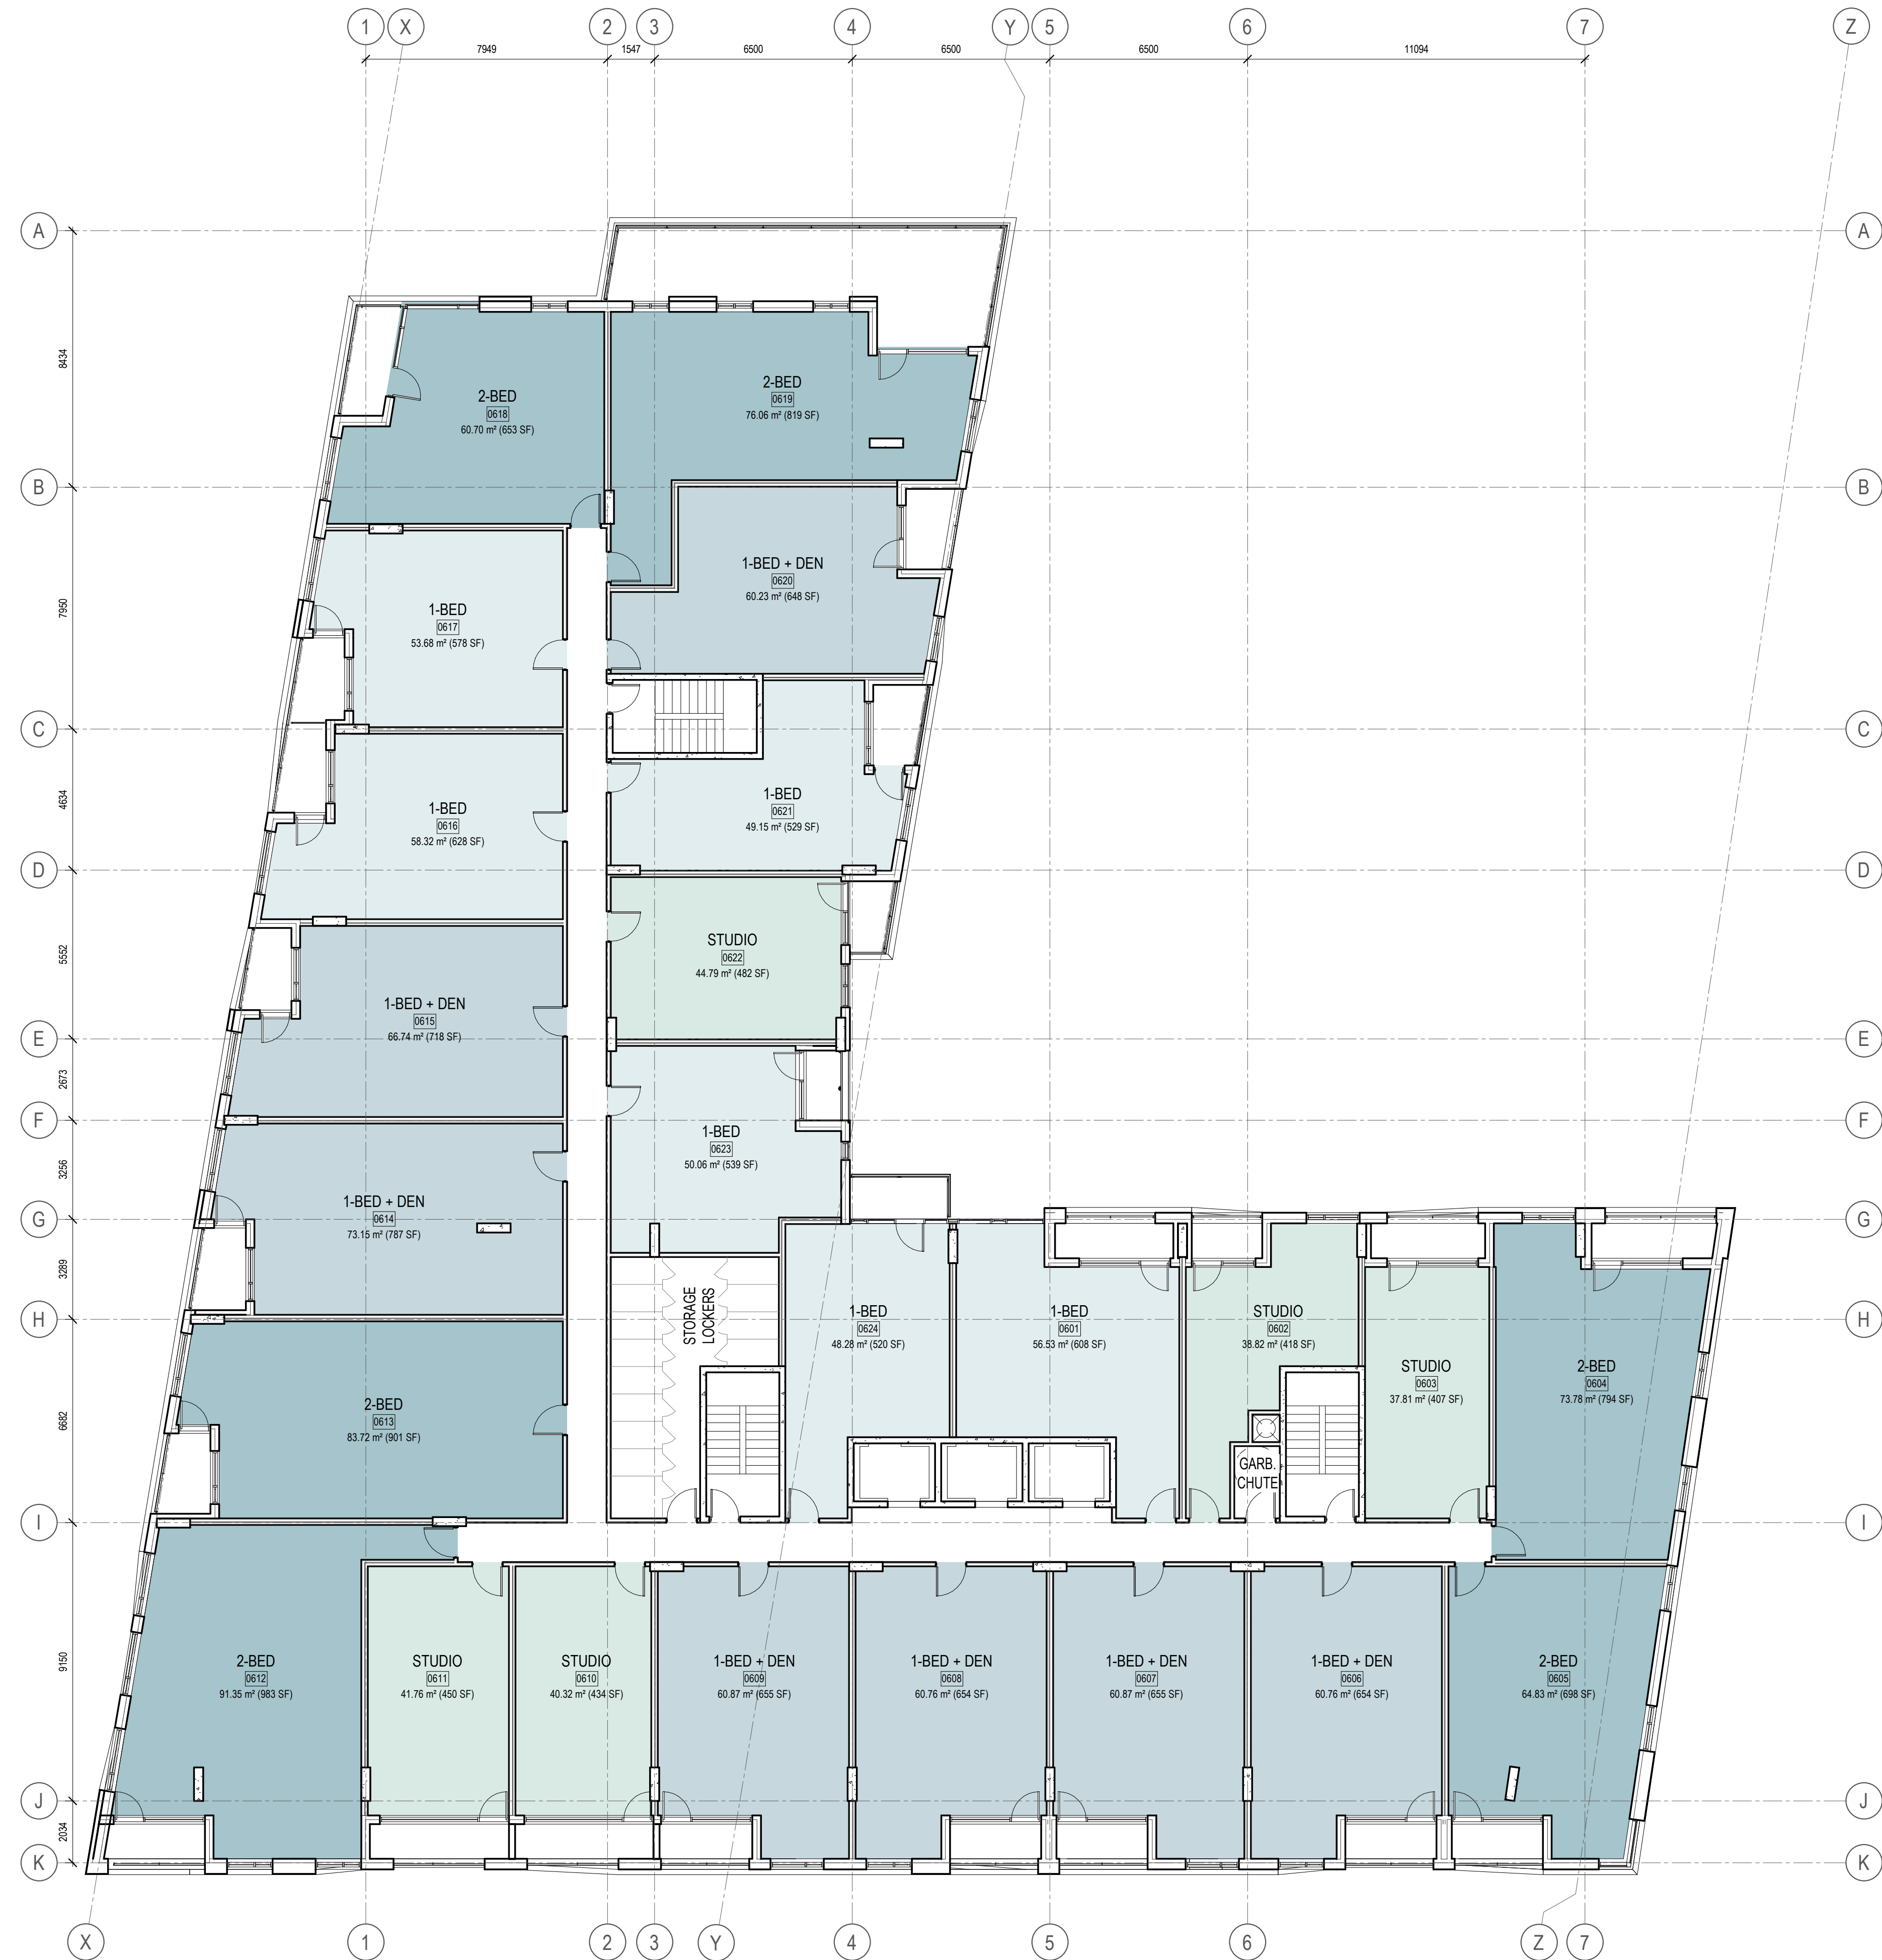 1
X
2
3
4
Y
5
6
7
Z
7949
1547
6500
6500
6500
11094
A
A
8434
2-BED
0618
60.70 m² (653 SF)
2-BED
0619
76.06 m² (819 SF)
B
B
7950
1-BED + DEN
0620
60.23 m² (648 SF)
1-BED
0617
53.68 m² (578 SF)
C
C
4634
1-BED
0621
49.15 m² (529 SF)
1-BED
0616
58.32 m² (628 SF)
D
D
5552
STUDIO
0622
44.79 m² (482 SF)
1-BED + DEN
0615
66.74 m² (718 SF)
E
E
2673
F
F
3256
1-BED
0623
50.06 m² (539 SF)
1-BED + DEN
0614
73.15 m² (787 SF)
G
G
3289
STORAGE
LOCKERS
1-BED
0624
48.28 m² (520 SF)
1-BED
0601
56.53 m² (608 SF)
STUDIO
0602
38.82 m² (418 SF)
H
H
STUDIO
0603
37.81 m² (407 SF)
2-BED
0604
73.78 m² (794 SF)
6682
2-BED
0613
83.72 m² (901 SF)
GARB.
CHUTE
I
I
9150
2-BED
0612
91.35 m² (983 SF)
STUDIO
0611
41.76 m² (450 SF)
STUDIO
0610
40.32 m² (434 SF)
1-BED + DEN
0609
60.87 m² (655 SF)
1-BED + DEN
0608
60.76 m² (654 SF)
1-BED + DEN
0607
60.87 m² (655 SF)
1-BED + DEN
0606
60.76 m² (654 SF)
2-BED
0605
64.83 m² (698 SF)
J
J
2034
K
K
X
1
2
3
Y
4
5
6
Z
7